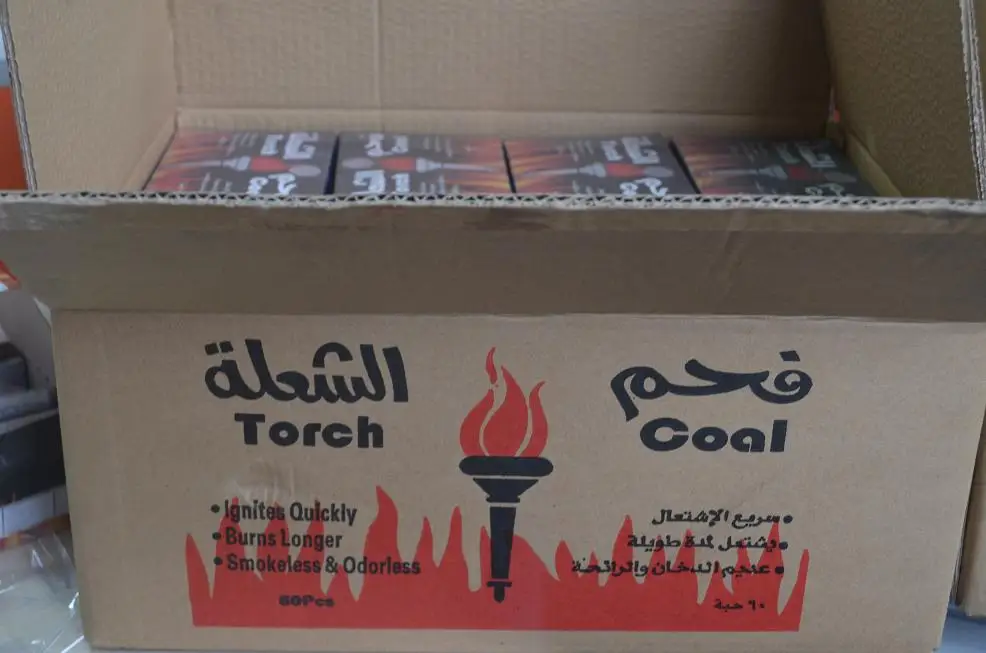 فحم الشعلة
Torch Coal
• Ignites Quickly
• Burns Longer
• Smokeless & Odorless
60Pcs
• سريع الإشتعال
• يشتعل لمدة طويلة
• عديم الدخان والرائحة
٦٠ حبة